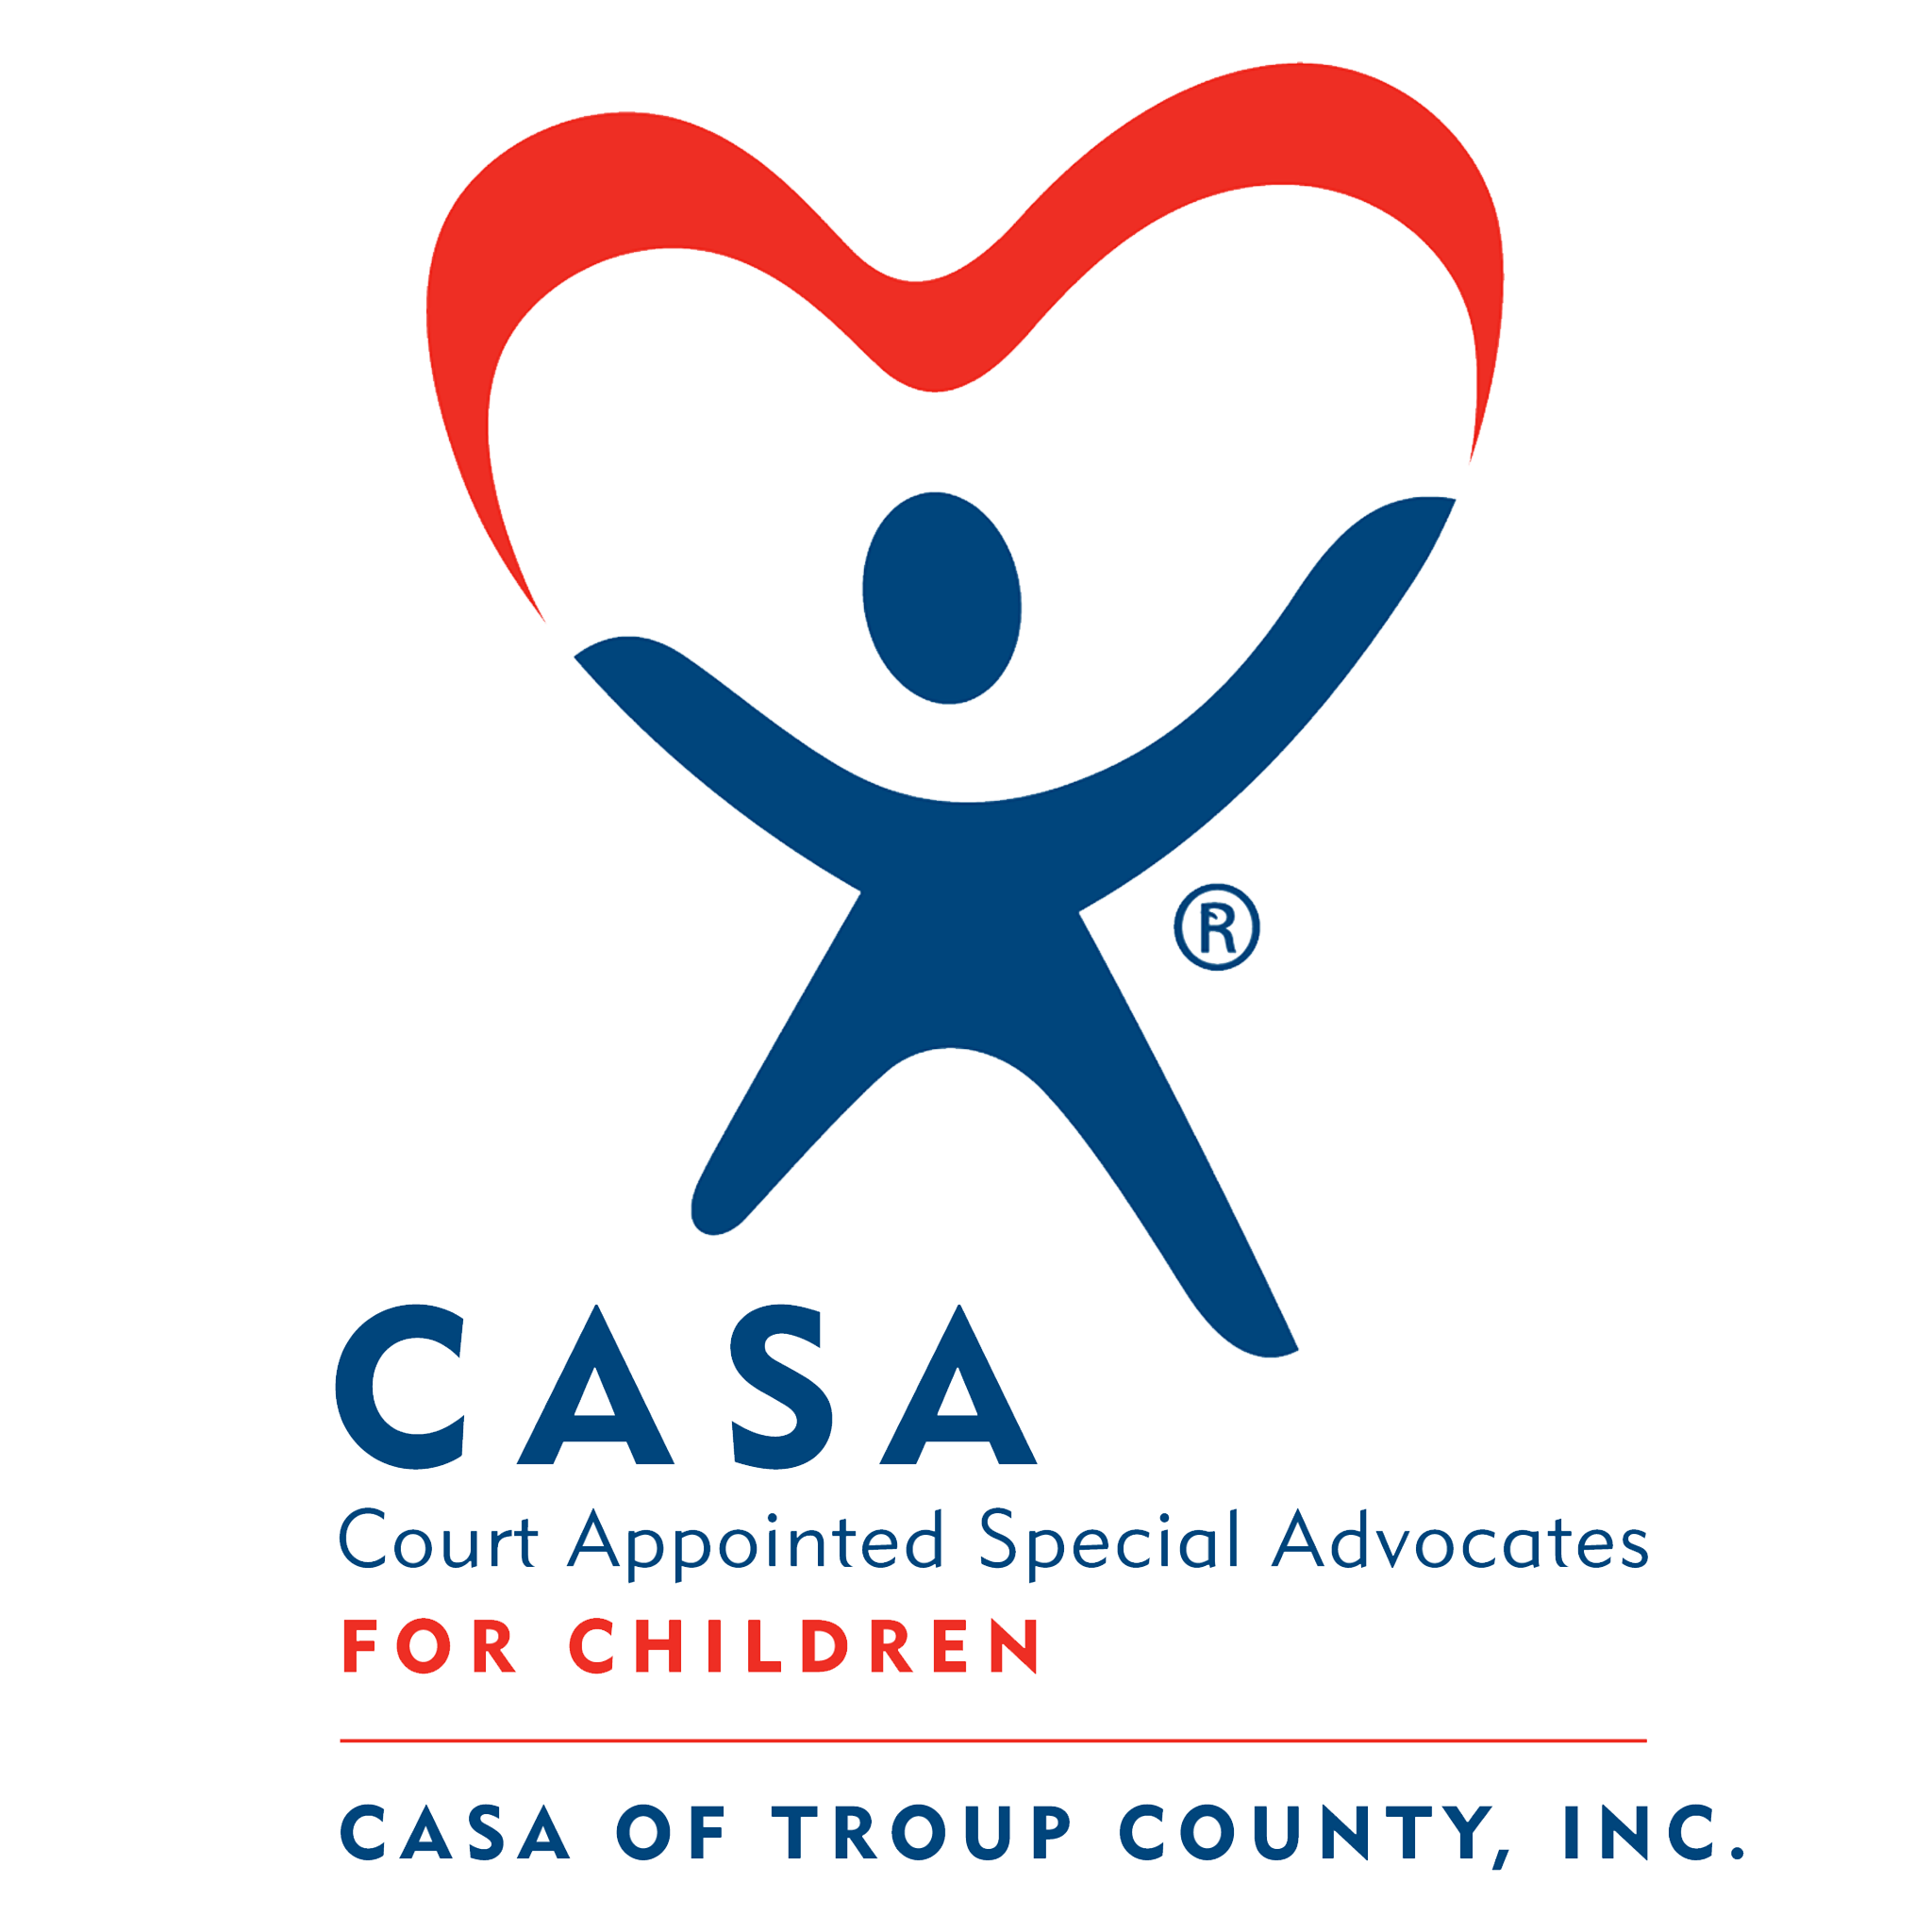 ®
CASA
Court Appointed Special Advocates
FOR CHILDREN
CASA OF TROUP COUNTY, INC.